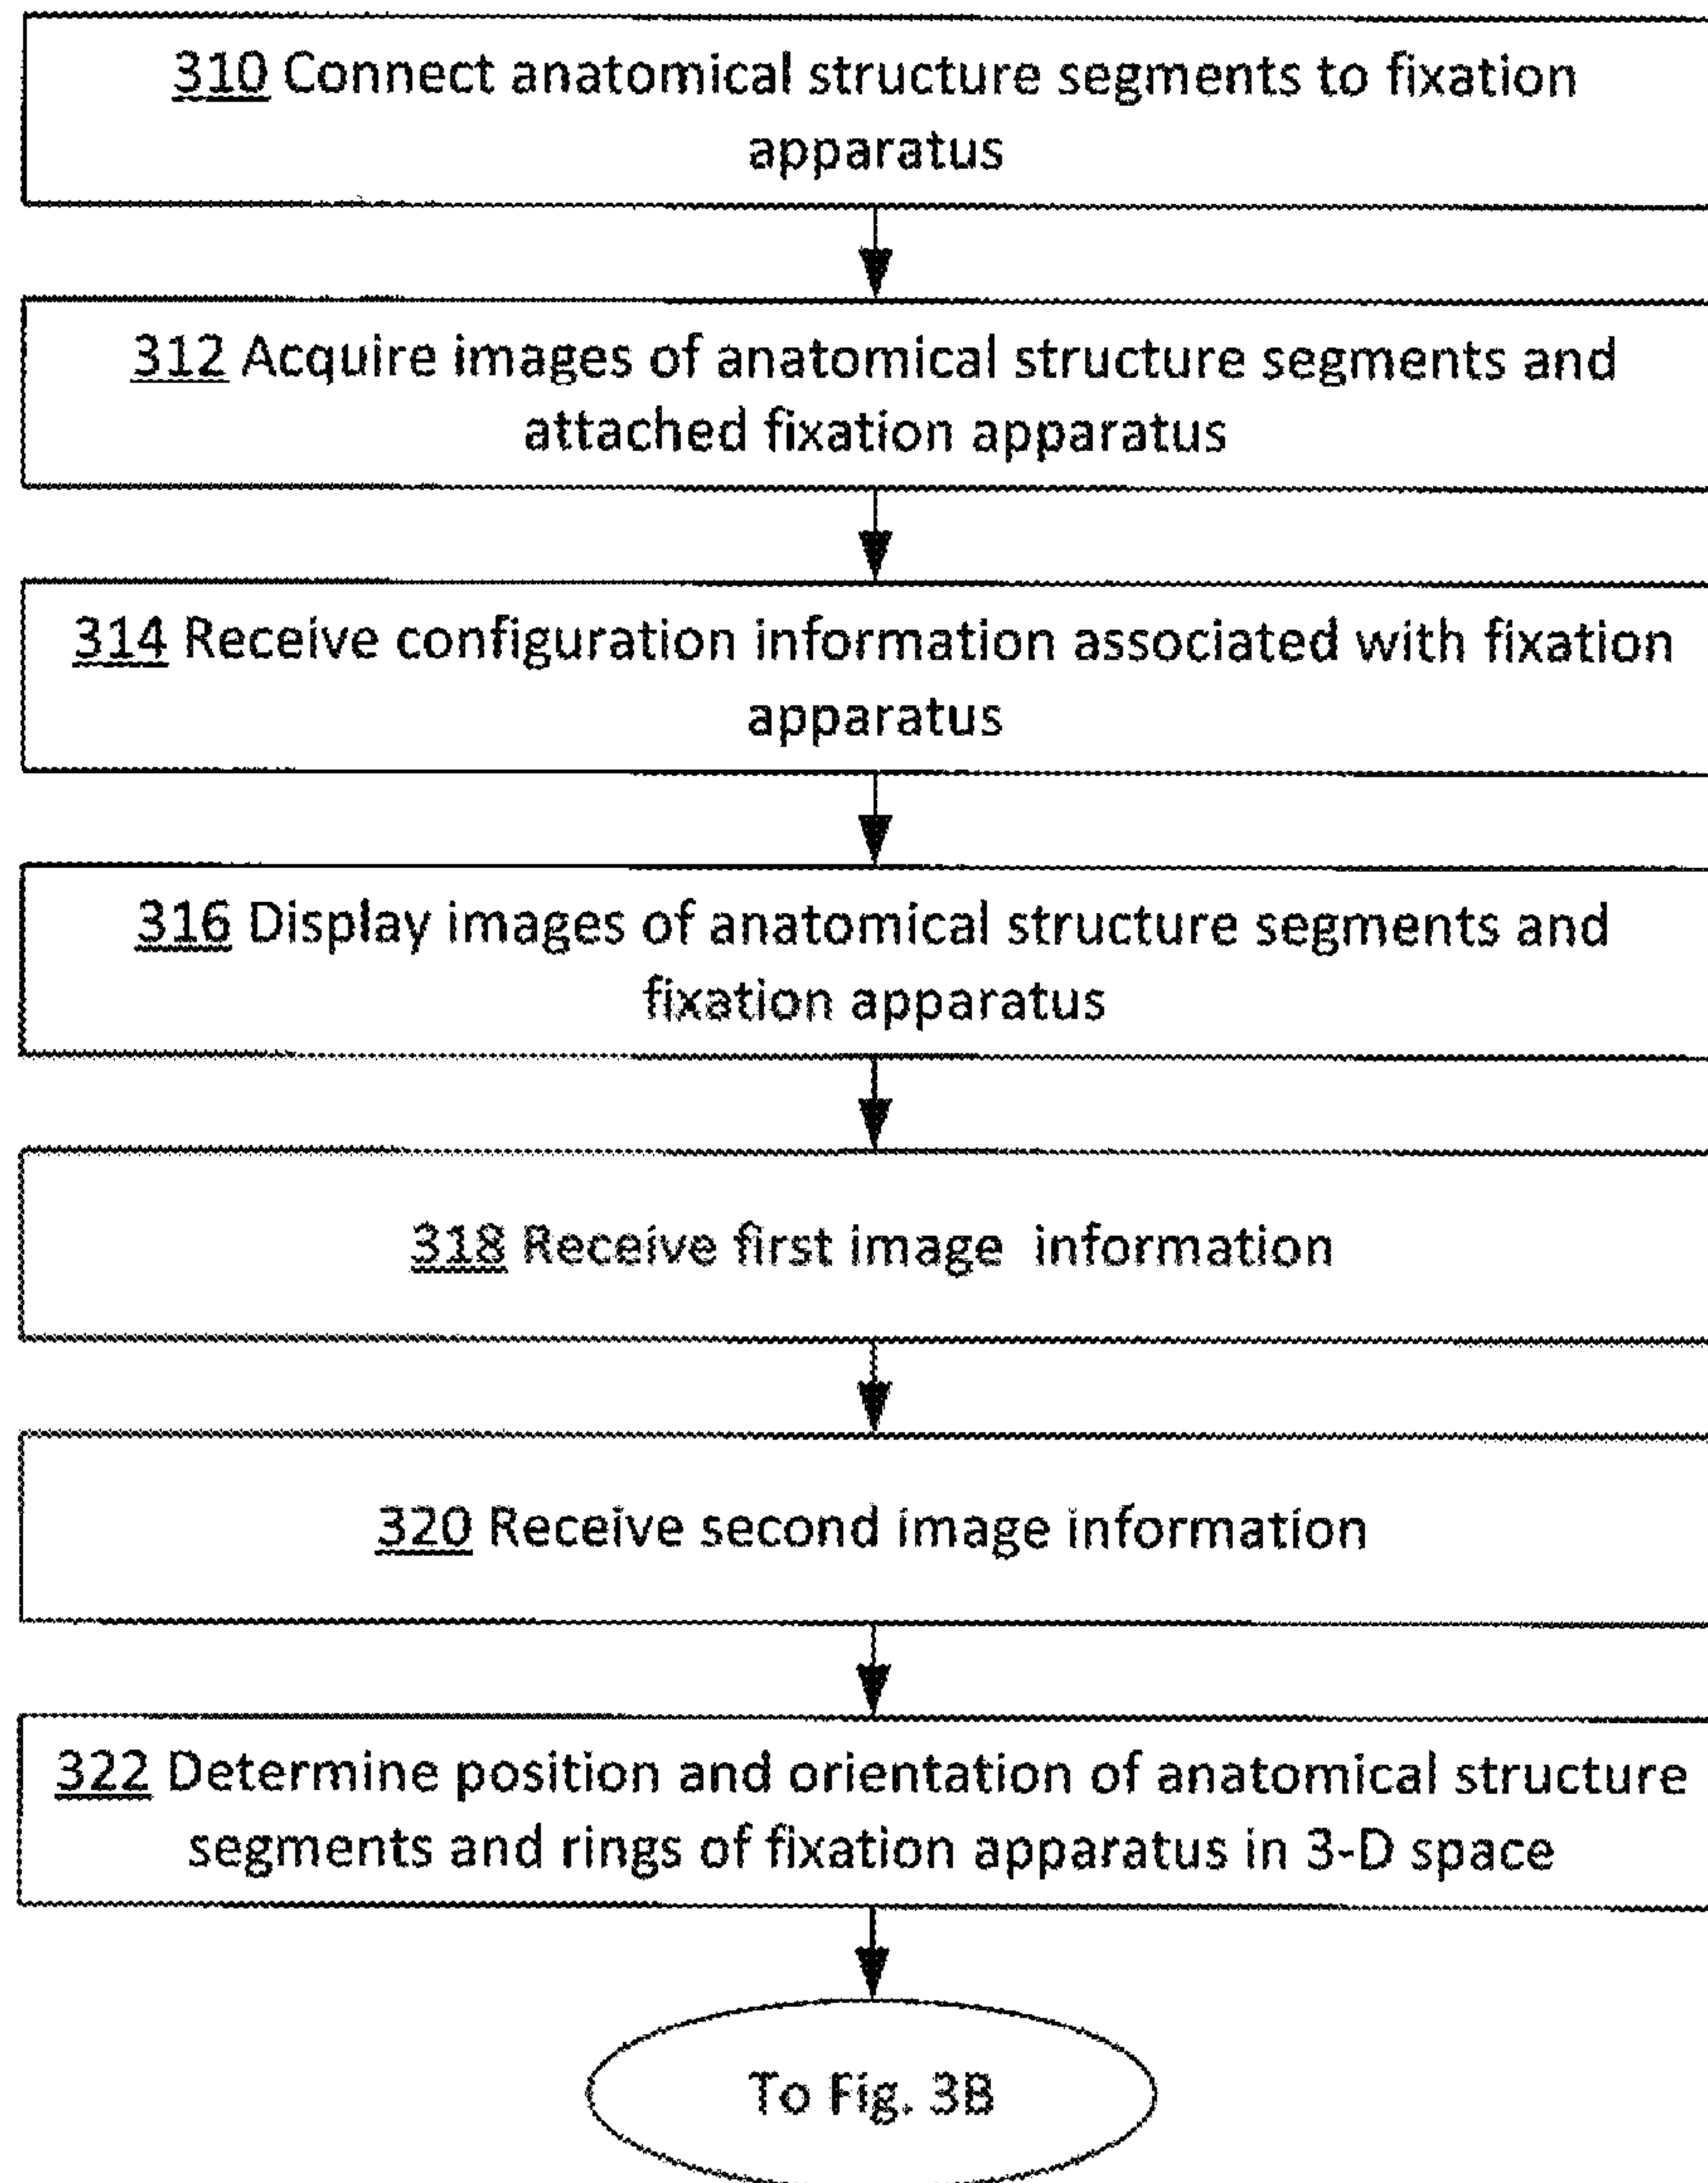 310 Connect anatomical structure segments to fixation
apparatus
312 Acquire images of anatomical structure segments and
attached fixation apparatus
314 Receive configuration information associated with fixation
apparatus
316 Display images of anatomical structure segments and
fixation apparatus
318 Receive first image information
320 Receive second image information
322 Determine position and orientation of anatomical structure
segments and rings of fixation apparatus in 3-D space
To Fig. 3B